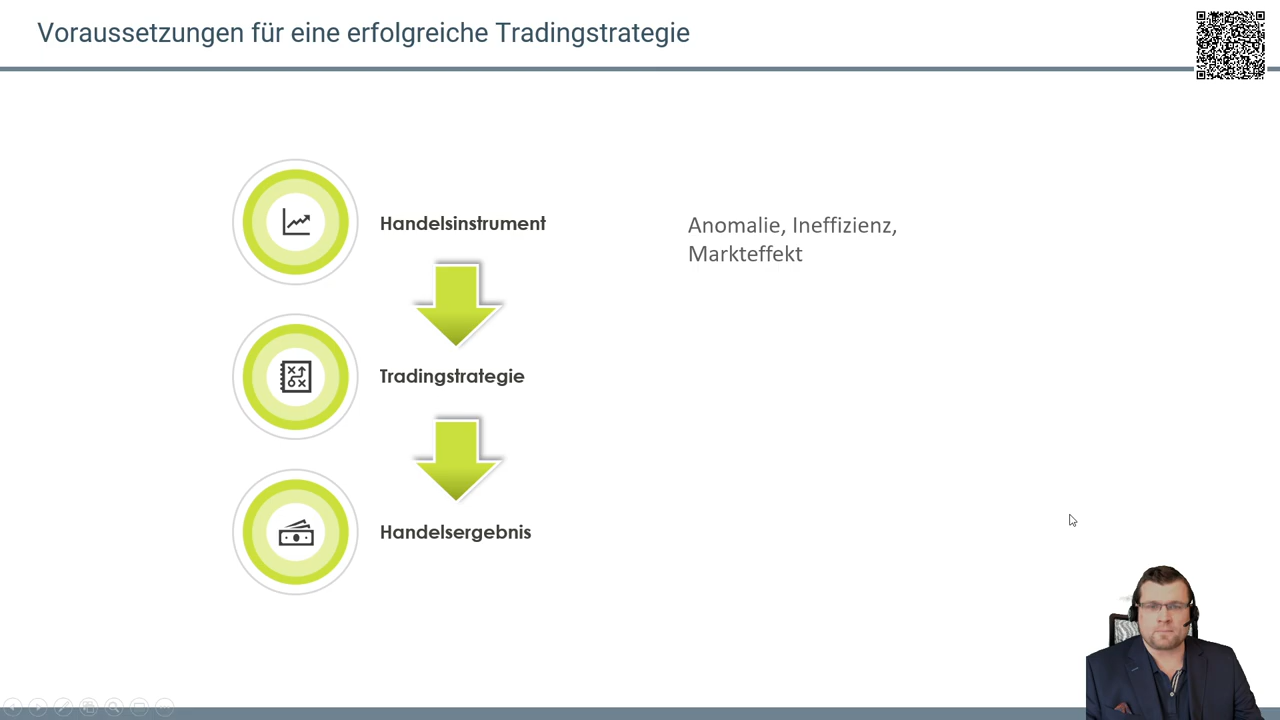 Voraussetzungen für eine erfolgreiche Tradingstrategie
Handelsinstrument
Anomalie, Ineffizienz,
Markteffekt
Tradingstrategie
Handelsergebnis